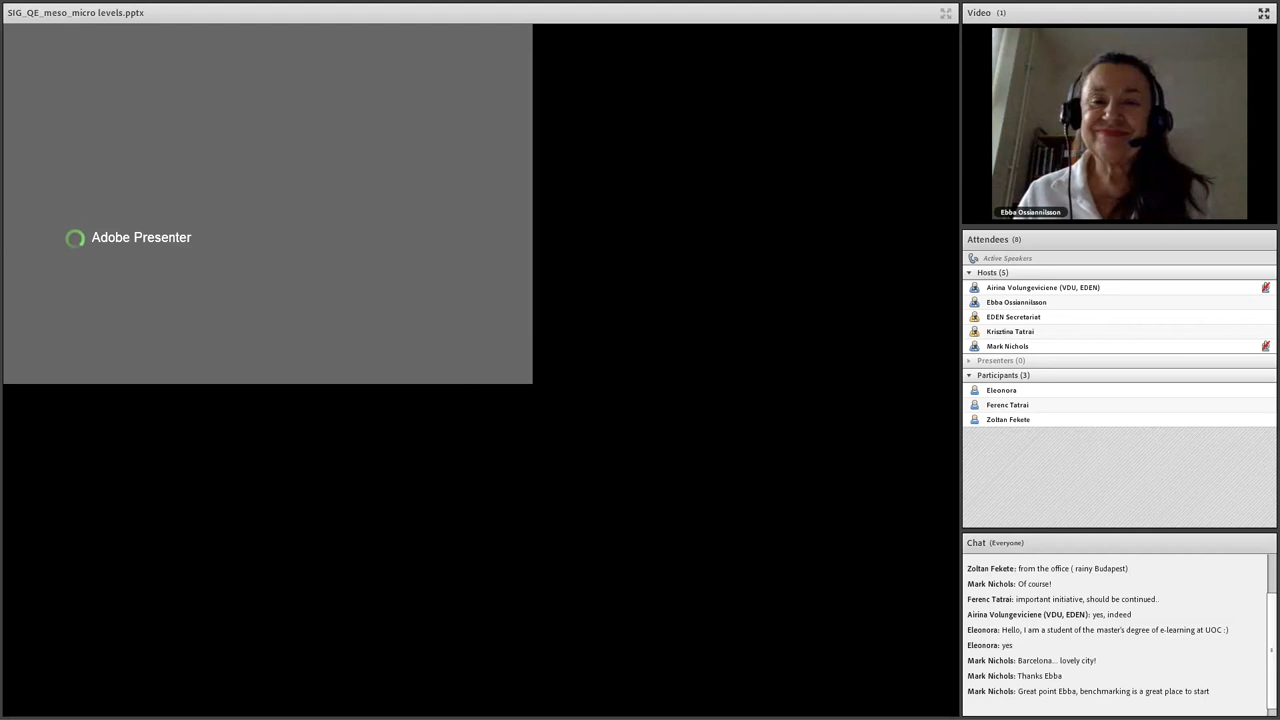 SIG_QE_meso_micro levels.pptx
Adobe Presenter
Video (1)
Ebba Ossiannilsson
Attendees (8)
Active Speakers
Hosts (5)
Airina Volungeviciene (VDU, EDEN)
Ebba Ossiannilsson
EDEN Secretariat
Krisztina Tatrai
Mark Nichols
Presenters (0)
Participants (3)
Eleonora
Ferenc Tatrai
Zoltan Fekete
Chat (Everyone)
Zoltan Fekete: from the office ( rainy Budapest)
Mark Nichols: Of course!
Ferenc Tatrai: important initiative, should be continued..
Airina Volungeviciene (VDU, EDEN): yes, indeed
Eleonora: Hello, I am a student of the master's degree of e-learning at UOC :)
Eleonora: yes
Mark Nichols: Barcelona... lovely city!
Mark Nichols: Thanks Ebba
Mark Nichols: Great point Ebba, benchmarking is a great place to start